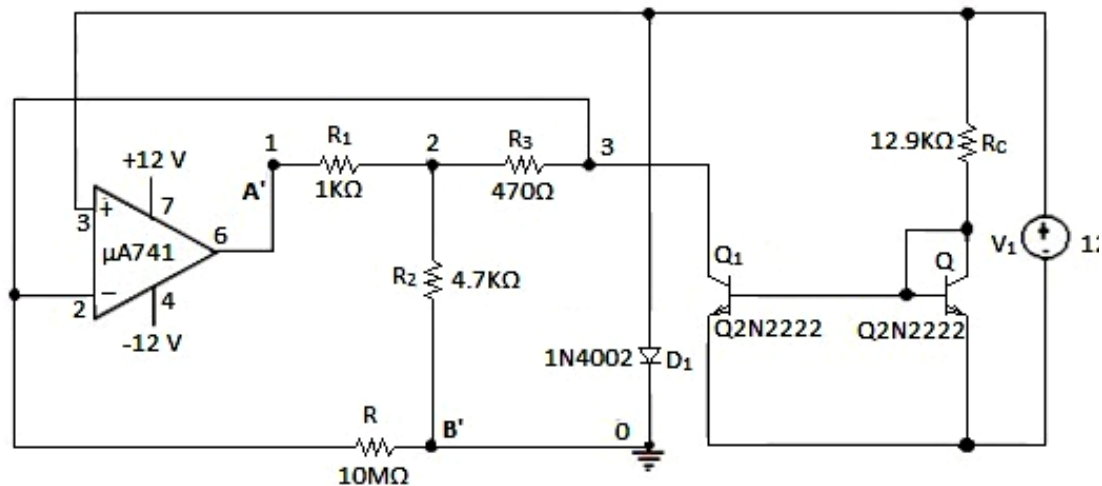 1
R1
1KΩ
2
R3
470Ω
3
+12 V
7
A'
3
+
μA741
6
2
−
4
-12 V
R2
4.7KΩ
R
10MΩ
B'
0
1N4002
D1
12.9KΩ
RC
Q1
Q2N2222
Q
Q2N2222
V1
+
-